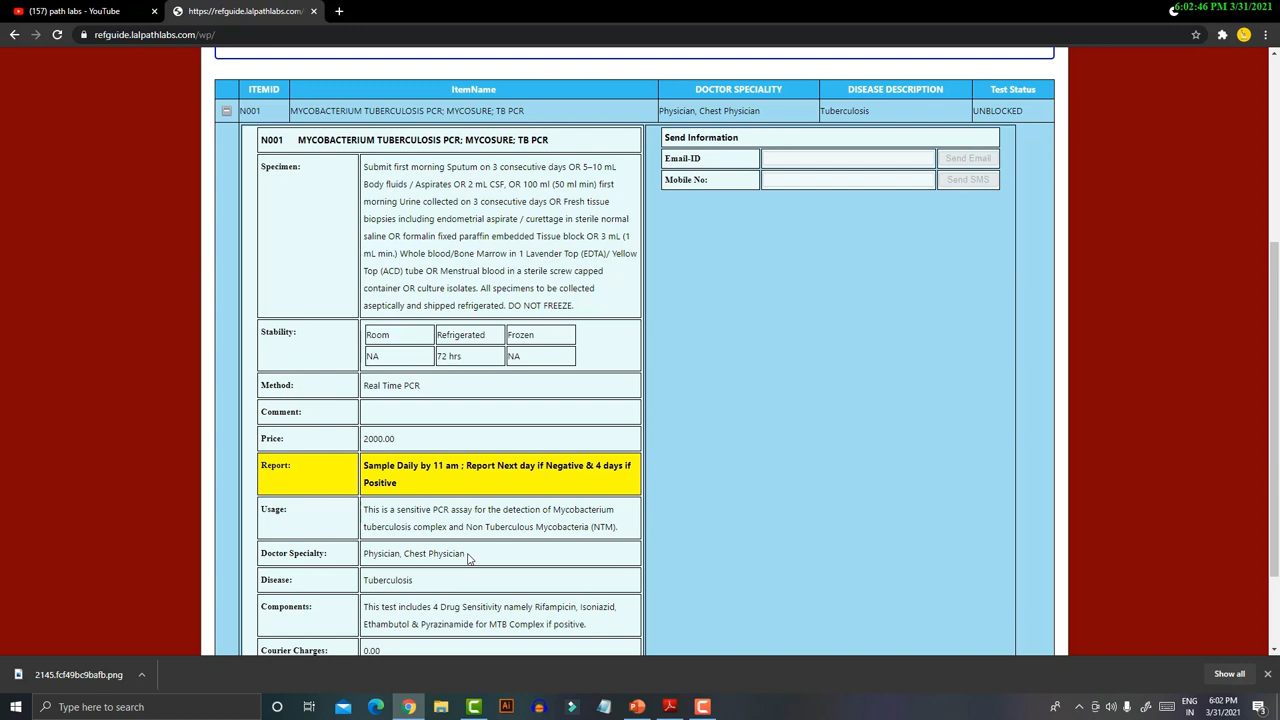 (157) path labs - YouTube
https://refguide.lalpathlabs.com/
6:02:46 PM 3/31/2021
refguide.lalpathlabs.com/wp/
ITEMID ItemName DOCTOR SPECIALITY DISEASE DESCRIPTION Test Status
N001 MYCOBACTERIUM TUBERCULOSIS PCR; MYCOSURE; TB PCR Physician, Chest Physician Tuberculosis UNBLOCKED
N001 MYCOBACTERIUM TUBERCULOSIS PCR; MYCOSURE; TB PCR
Specimen: Submit first morning Sputum on 3 consecutive days OR 5–10 mL
Body fluids / Aspirates OR 2 mL CSF, OR 100 ml (50 ml min) first
morning Urine collected on 3 consecutive days OR Fresh tissue
biopsies including endometrial aspirate / curettage in sterile normal
saline OR formalin fixed paraffin embedded Tissue block OR 3 mL (1
mL min.) Whole blood/Bone Marrow in 1 Lavender Top (EDTA)/ Yellow
Top (ACD) tube OR Menstrual blood in a sterile screw capped
container OR culture isolates. All specimens to be collected
aseptically and shipped refrigerated. DO NOT FREEZE.
Stability: Room Refrigerated Frozen
NA 72 hrs NA
Method: Real Time PCR
Comment:
Price: 2000.00
Report: Sample Daily by 11 am ; Report Next day if Negative & 4 days if
Positive
Usage: This is a sensitive PCR assay for the detection of Mycobacterium
tuberculosis complex and Non Tuberculous Mycobacteria (NTM).
Doctor Specialty: Physician, Chest Physician
Disease: Tuberculosis
Components: This test includes 4 Drug Sensitivity namely Rifampicin, Isoniazid,
Ethambutol & Pyrazinamide for MTB Complex if positive.
Courier Charges: 0.00
Send Information
Email-ID Send Email
Mobile No: Send SMS
2145.fcf49bc9bafb.png
Show all
Type here to search
ENG 6:02 PM
IN 3/31/2021